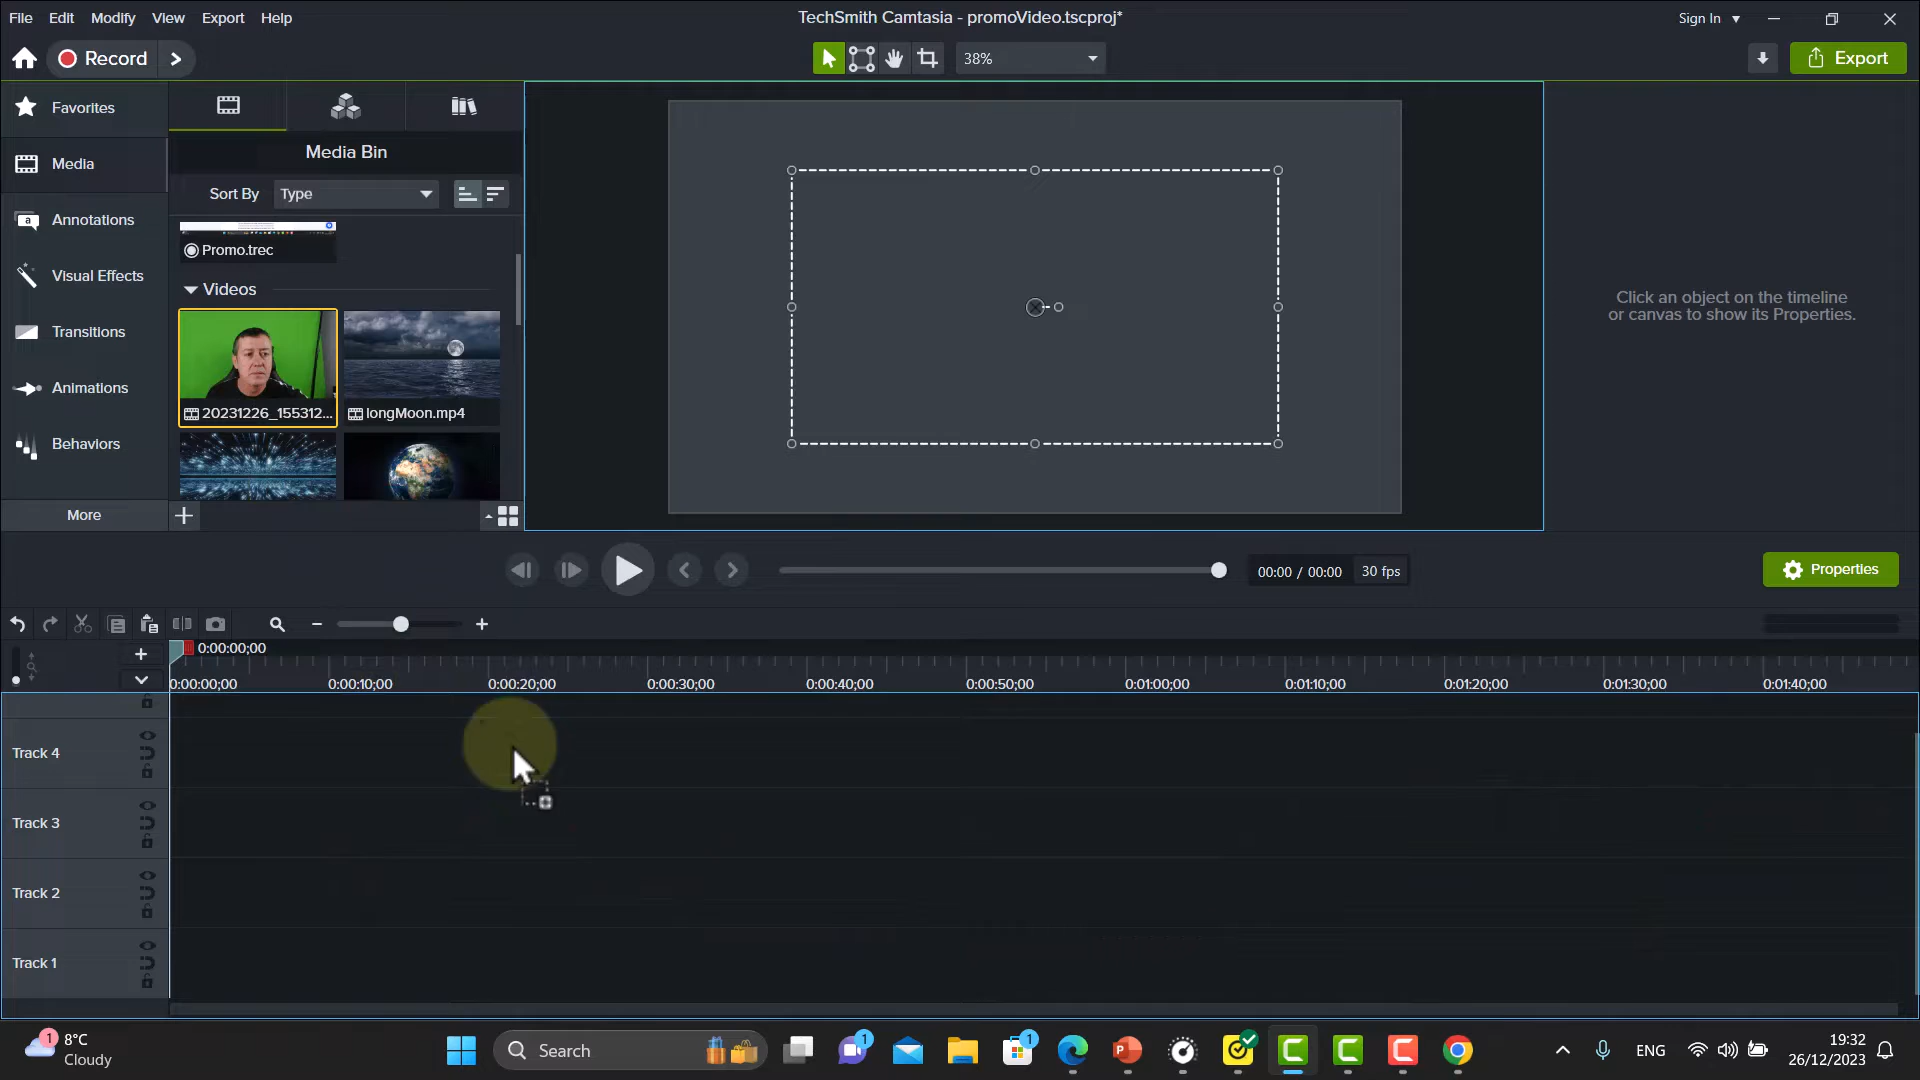 File Edit Modify View Export Help
TechSmith Camtasia - promoVideo.tscproj*
Sign In
Record
38%
Export
Favorites
Media
Annotations
Visual Effects
Transitions
Animations
Behaviors
More
Media Bin
Sort By Type
Promo.trec
Videos
20231226_155312...
longMoon.mp4
Click an object on the timeline
or canvas to show its Properties.
00:00 / 00:00 30 fps
Properties
0:00:00;00
0:00:00;00 0:00:10;00 0:00:20;00 0:00:30;00 0:00:40;00 0:00:50;00 0:01:00;00 0:01:10;00 0:01:20;00 0:01:30;00 0:01:40;00
Track 4
Track 3
Track 2
Track 1
1
8°C
Cloudy
Search
1
1
ENG
19:32
26/12/2023